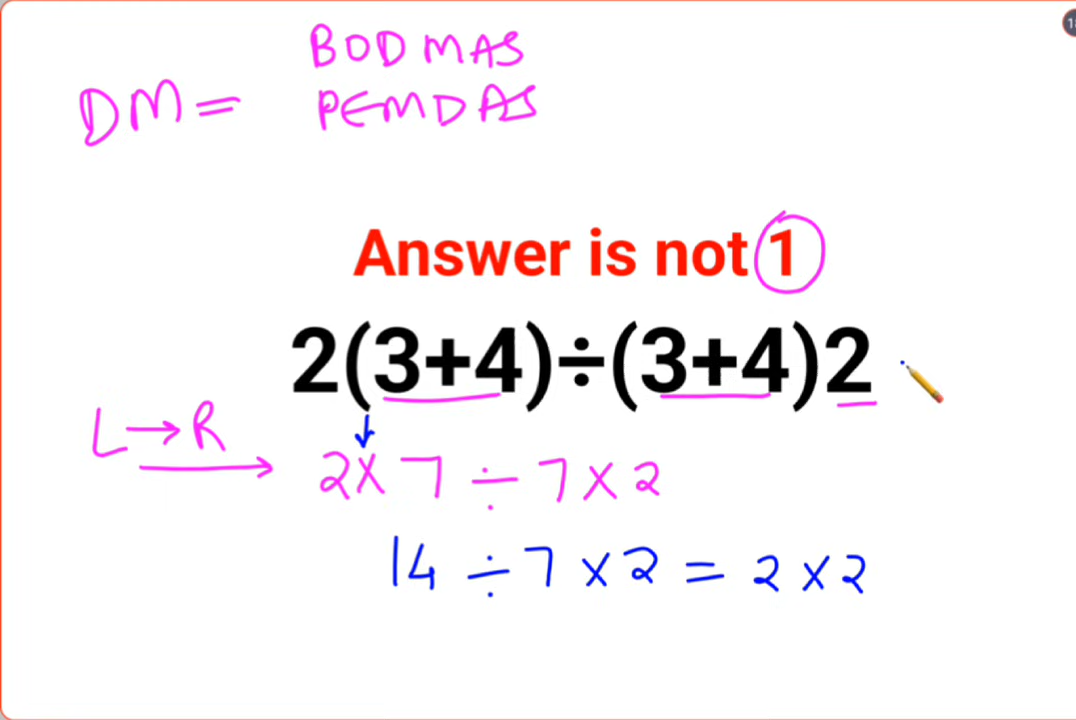 BODMAS
DM = PEMDAS
Answer is not 1
2(3+4)÷(3+4)2
L→R
2×7÷7×2
14÷7×2=2×2